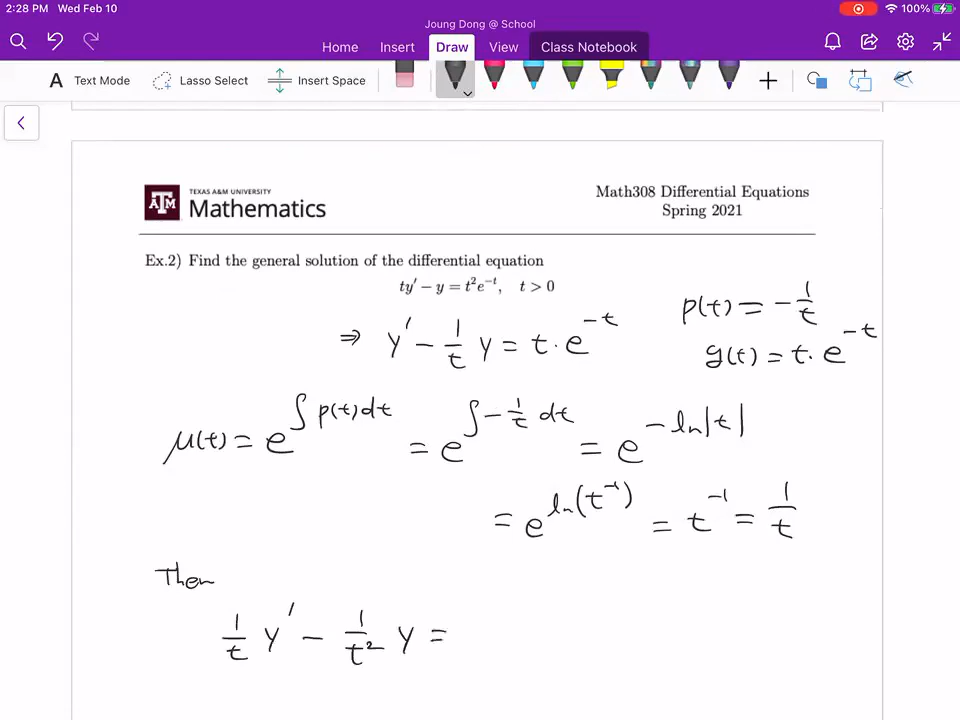 2:28 PM Wed Feb 10 100%
Joung Dong @ School
Home Insert Draw View Class Notebook
A Text Mode Lasso Select Insert Space
TEXAS A&M UNIVERSITY
Mathematics
Math308 Differential Equations
Spring 2021
Ex.2) Find the general solution of the differential equation
ty′ − y = t²e⁻ᵗ, t > 0
⇒ y′ − 1/t y = t · e^{-t}
p(t) = − 1/t
g(t) = t · e^{-t}
μ(t) = e^{∫ p(t) dt} = e^{∫ − 1/t dt} = e^{− ln|t|}
= e^{ln(t^{-1})} = t^{-1} = 1/t
Then
1/t y′ − 1/t² y =